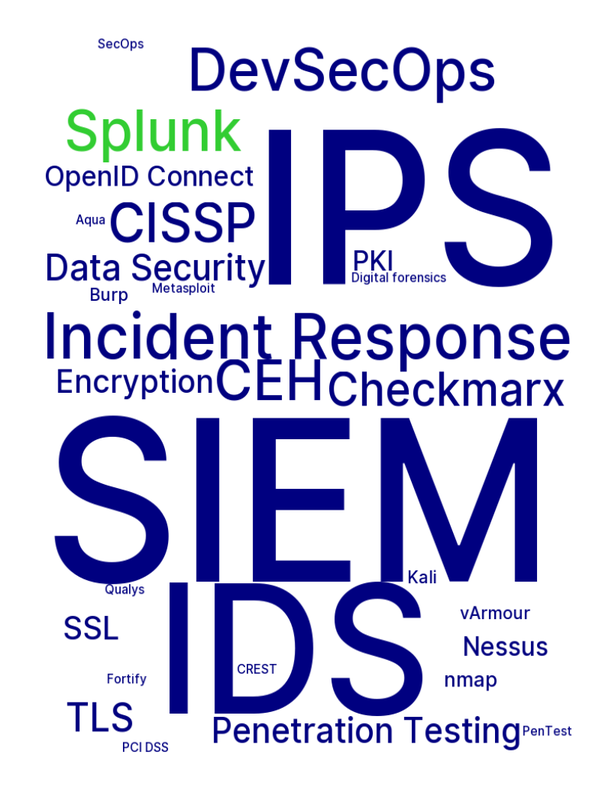 SecOps
DevSecOps
Splunk
IPS
OpenID Connect
Aqua
CISSP
Data Security
PKI
Digital forensics
Burp
Metasploit
Incident Response
Encryption
CEH
Checkmarx
SIEM
Kali
Qualys
IDS
vArmour
SSL
Nessus
CREST
Fortify
nmap
TLS
Penetration Testing
PenTest
PCI DSS